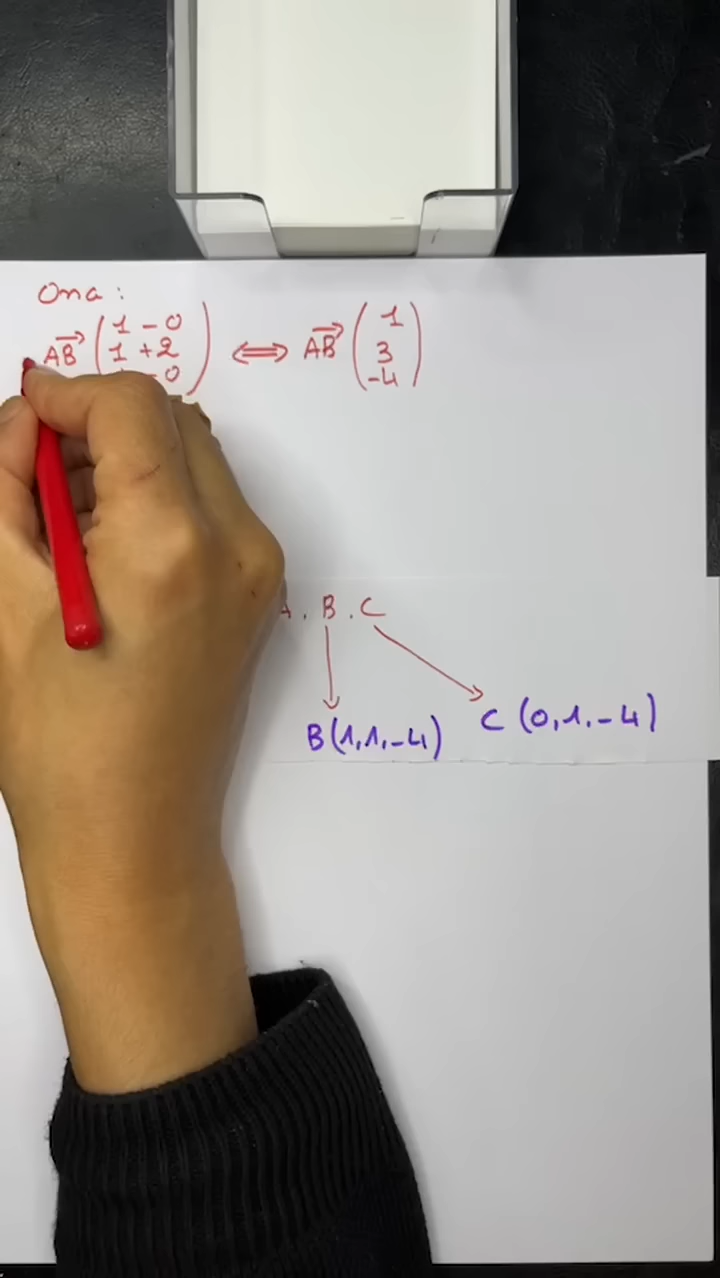 On a :
AB→ ( 1 - 0
1 + 2
- 0 ) ⟺ AB→ ( 1
3
-4 )
. B . C
B(1,1,-4)
C (0,1,-4)